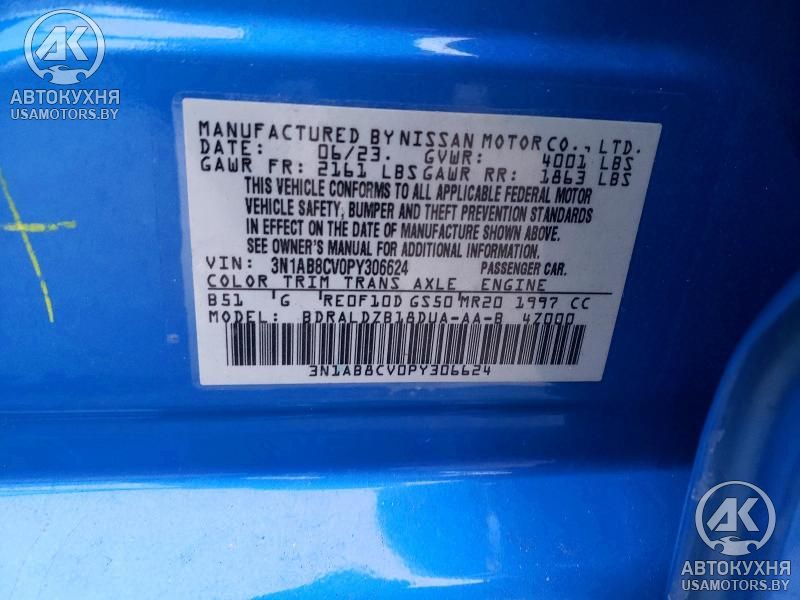 АК
АВТОКУХНЯ
USAMOTORS.BY
MANUFACTURED BY NISSAN MOTOR CO., LTD.
DATE: 06/23. GVWR: 4001 LBS
GAWR FR: 2161 LBS GAWR RR: 1863 LBS
THIS VEHICLE CONFORMS TO ALL APPLICABLE FEDERAL MOTOR
VEHICLE SAFETY, BUMPER AND THEFT PREVENTION STANDARDS
IN EFFECT ON THE DATE OF MANUFACTURE SHOWN ABOVE.
SEE OWNER'S MANUAL FOR ADDITIONAL INFORMATION.
VIN: 3N1AB8CV0PY306624 PASSENGER CAR.
COLOR TRIM TRANS AXLE ENGINE
B51 G RE0F10D GS50 MR20 1997 CC
MODEL: BDRALDZB18DUA-AA-B 4Z000
3N1AB8CV0PY306624
АК
АВТОКУХНЯ
USAMOTORS.BY